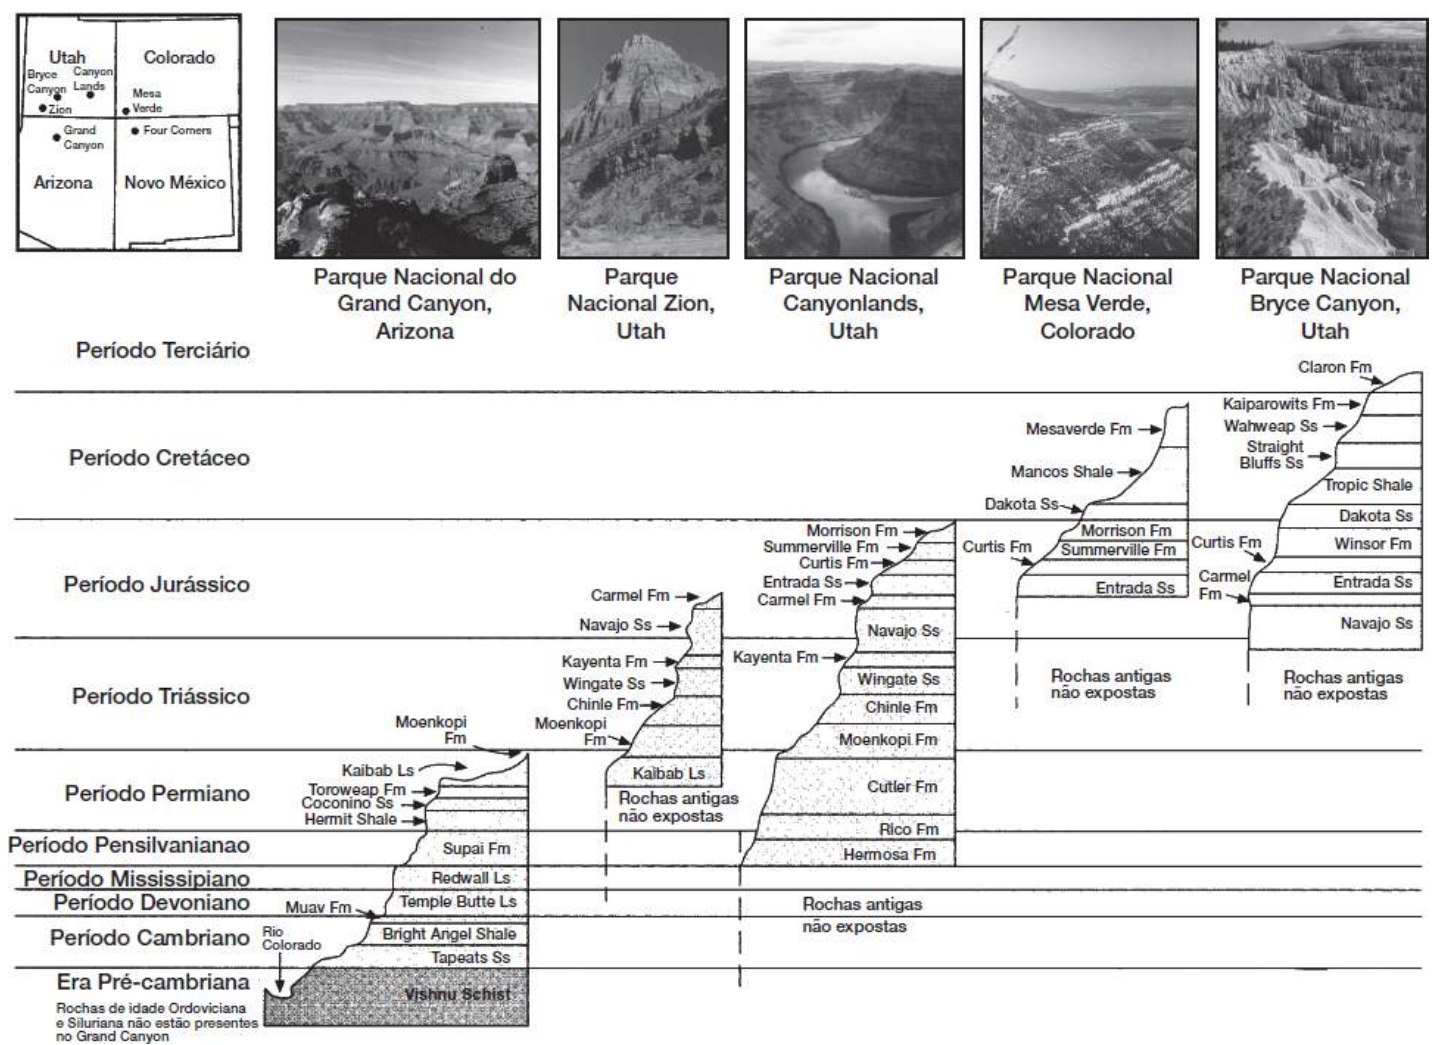 Utah
Colorado
Bryce
Canyon
Canyon
Lands
Mesa
Verde
Zion
Grand
Canyon
Four Corners
Arizona
Novo México
Parque Nacional do
Grand Canyon,
Arizona
Parque
Nacional Zion,
Utah
Parque Nacional
Canyonlands,
Utah
Parque Nacional
Mesa Verde,
Colorado
Parque Nacional
Bryce Canyon,
Utah
Período Terciário
Claron Fm
Período Cretáceo
Mesaverde Fm
Mancos Shale
Dakota Ss
Kaiparowits Fm
Wahweap Ss
Straight
Bluffs Ss
Tropic Shale
Dakota Ss
Período Jurássico
Carmel Fm
Navajo Ss
Morrison Fm
Summerville Fm
Curtis Fm
Entrada Ss
Carmel Fm
Navajo Ss
Curtis Fm
Morrison Fm
Summerville Fm
Entrada Ss
Curtis Fm
Carmel
Fm
Winsor Fm
Entrada Ss
Navajo Ss
Período Triássico
Moenkopi
Fm
Kayenta Fm
Wingate Ss
Chinle Fm
Moenkopi
Fm
Kayenta Fm
Wingate Ss
Chinle Fm
Moenkopi Fm
Rochas antigas
não expostas
Rochas antigas
não expostas
Período Permiano
Kaibab Ls
Toroweap Fm
Coconino Ss
Hermit Shale
Kaibab Ls
Rochas antigas
não expostas
Cutler Fm
Rico Fm
Período Pensilvanianao
Supai Fm
Hermosa Fm
Período Mississipiano
Redwall Ls
Período Devoniano
Temple Butte Ls
Rochas antigas
não expostas
Muav Fm
Período Cambriano
Rio
Colorado
Bright Angel Shale
Tapeats Ss
Era Pré-cambriana
Vishnu Schist
Rochas de idade Ordoviciana
e Siluriana não estão presentes
no Grand Canyon